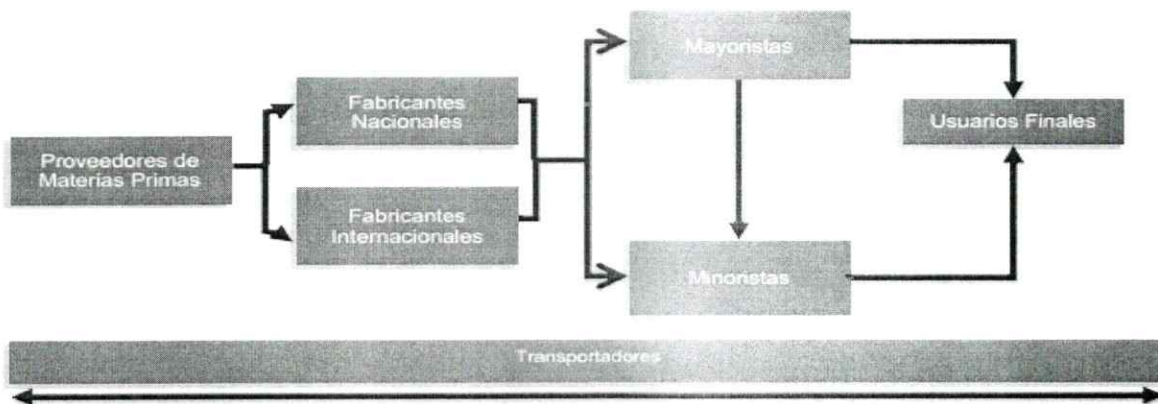 Proveedores de
Materias Primas
Fabricantes
Nacionales
Fabricantes
Internacionales
Mayoristas
Minoristas
Usuarios Finales
Transportadores